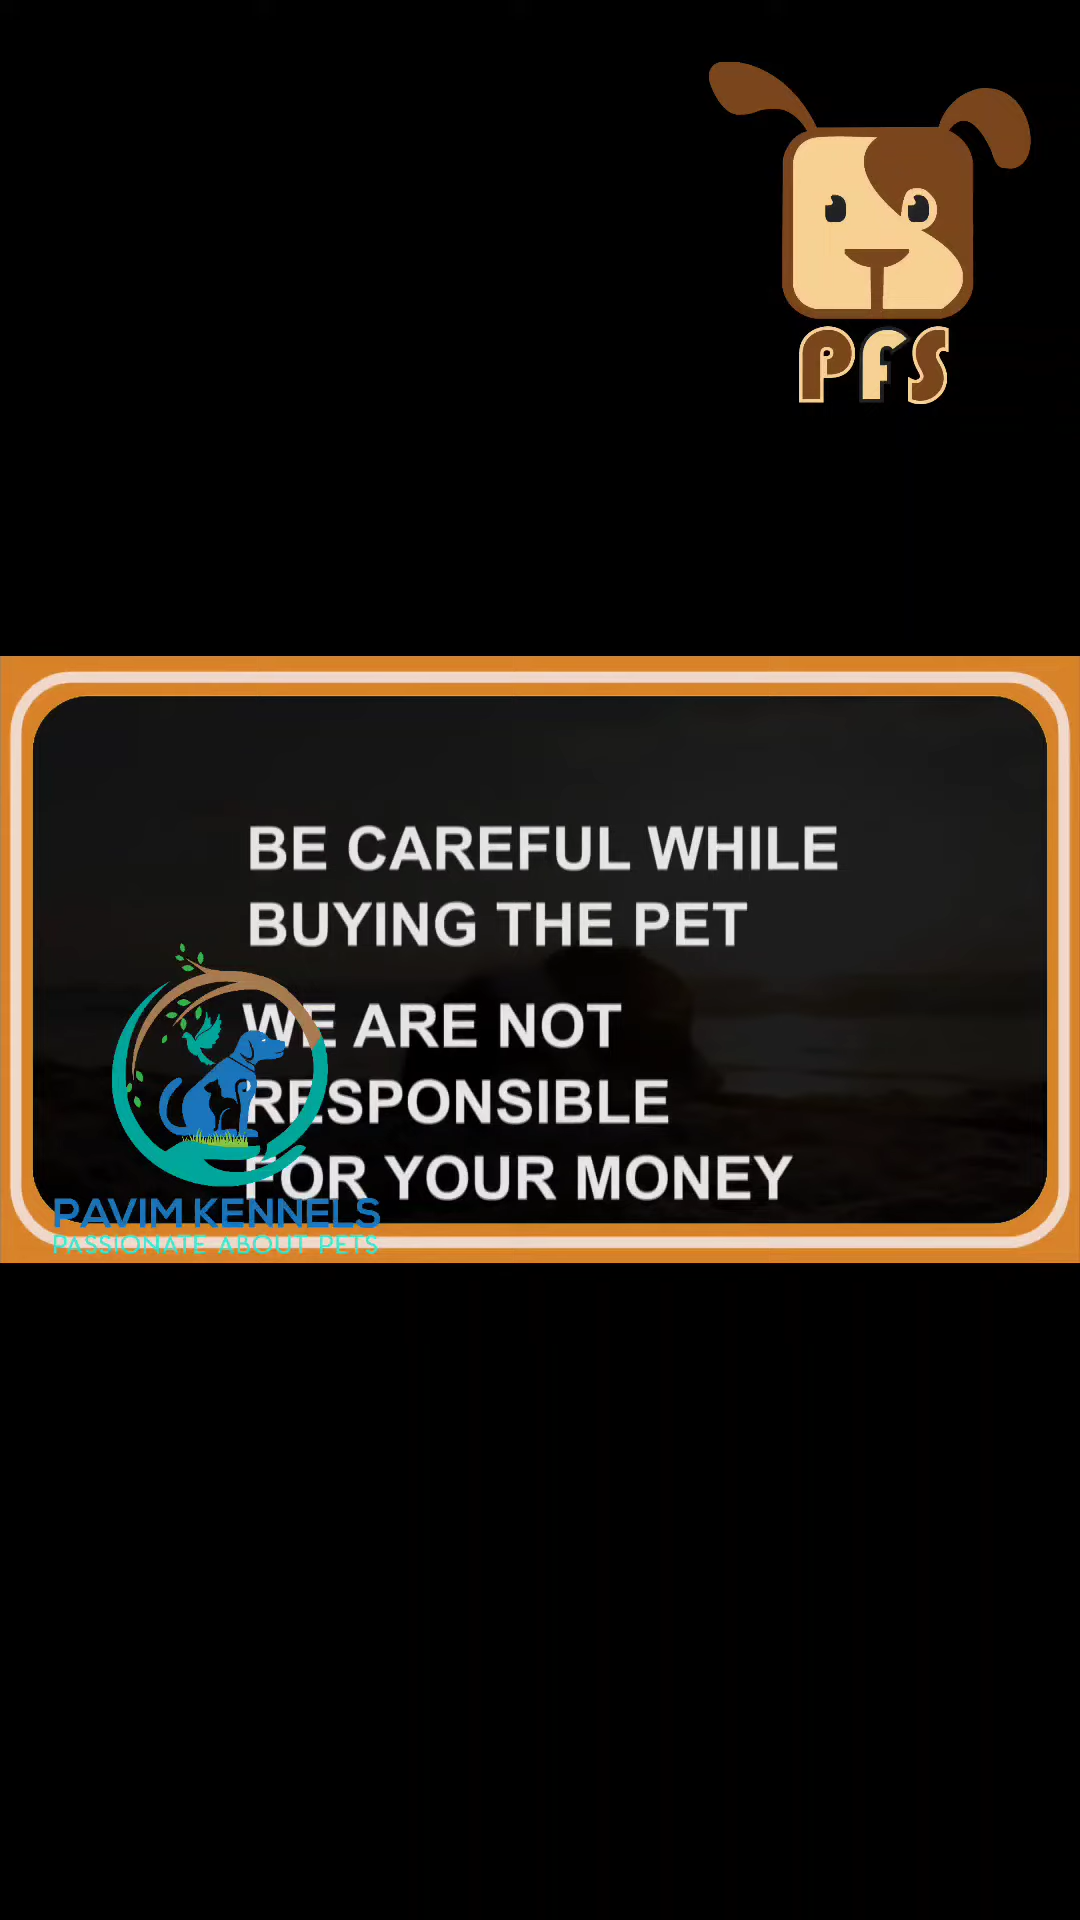 PFS
BE CAREFUL WHILE
BUYING THE PET
WE ARE NOT
RESPONSIBLE
FOR YOUR MONEY
PAVIM KENNELS
PASSIONATE ABOUT PETS